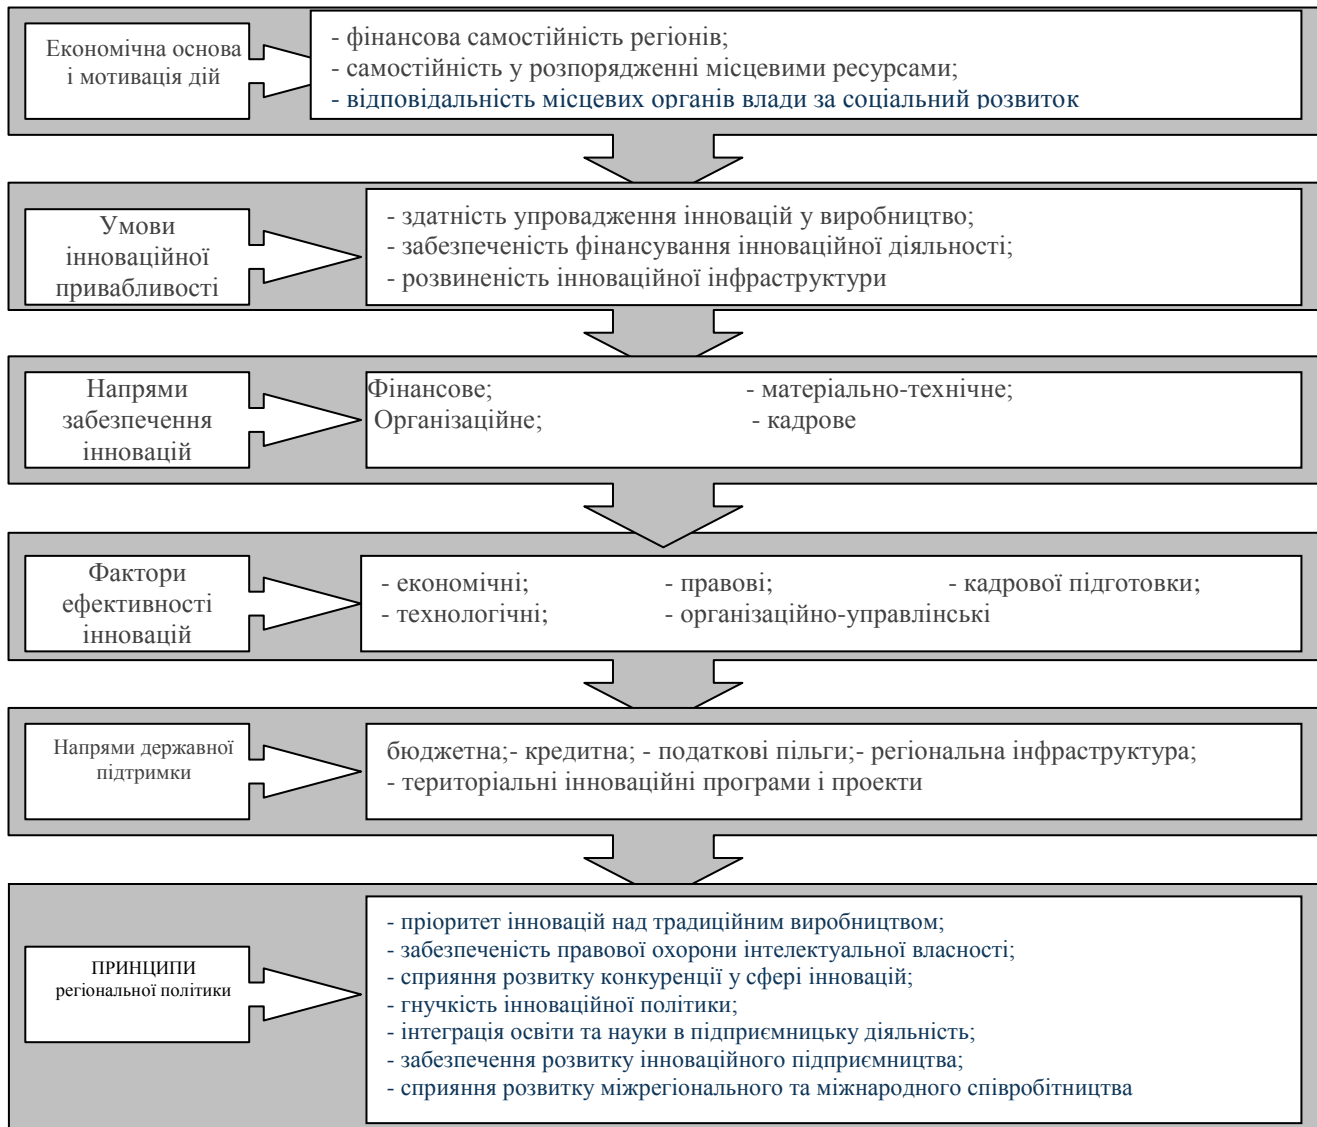 Економічна основа
і мотивація дій
- фінансова самостійність регіонів;
- самостійність у розпорядженні місцевими ресурсами;
- відповідальність місцевих органів влади за соціальний розвиток
Умови
інноваційної
привабливості
- здатність упровадження інновацій у виробництво;
- забезпеченість фінансування інноваційної діяльності;
- розвиненість інноваційної інфраструктури
Напрями
забезпечення
інновацій
Фінансове; - матеріально-технічне;
Організаційне; - кадрове
Фактори
ефективності
інновацій
- економічні; - правові; - кадрової підготовки;
- технологічні; - організаційно-управлінські
Напрями державної
підтримки
бюджетна;- кредитна; - податкові пільги;- регіональна інфраструктура;
- територіальні інноваційні програми і проекти
ПРИНЦИПИ
регіональної політики
- пріоритет інновацій над традиційним виробництвом;
- забезпеченість правової охорони інтелектуальної власності;
- сприяння розвитку конкуренції у сфері інновацій;
- гнучкість інноваційної політики;
- інтеграція освіти та науки в підприємницьку діяльність;
- забезпечення розвитку інноваційного підприємництва;
- сприяння розвитку міжрегіонального та міжнародного співробітництва